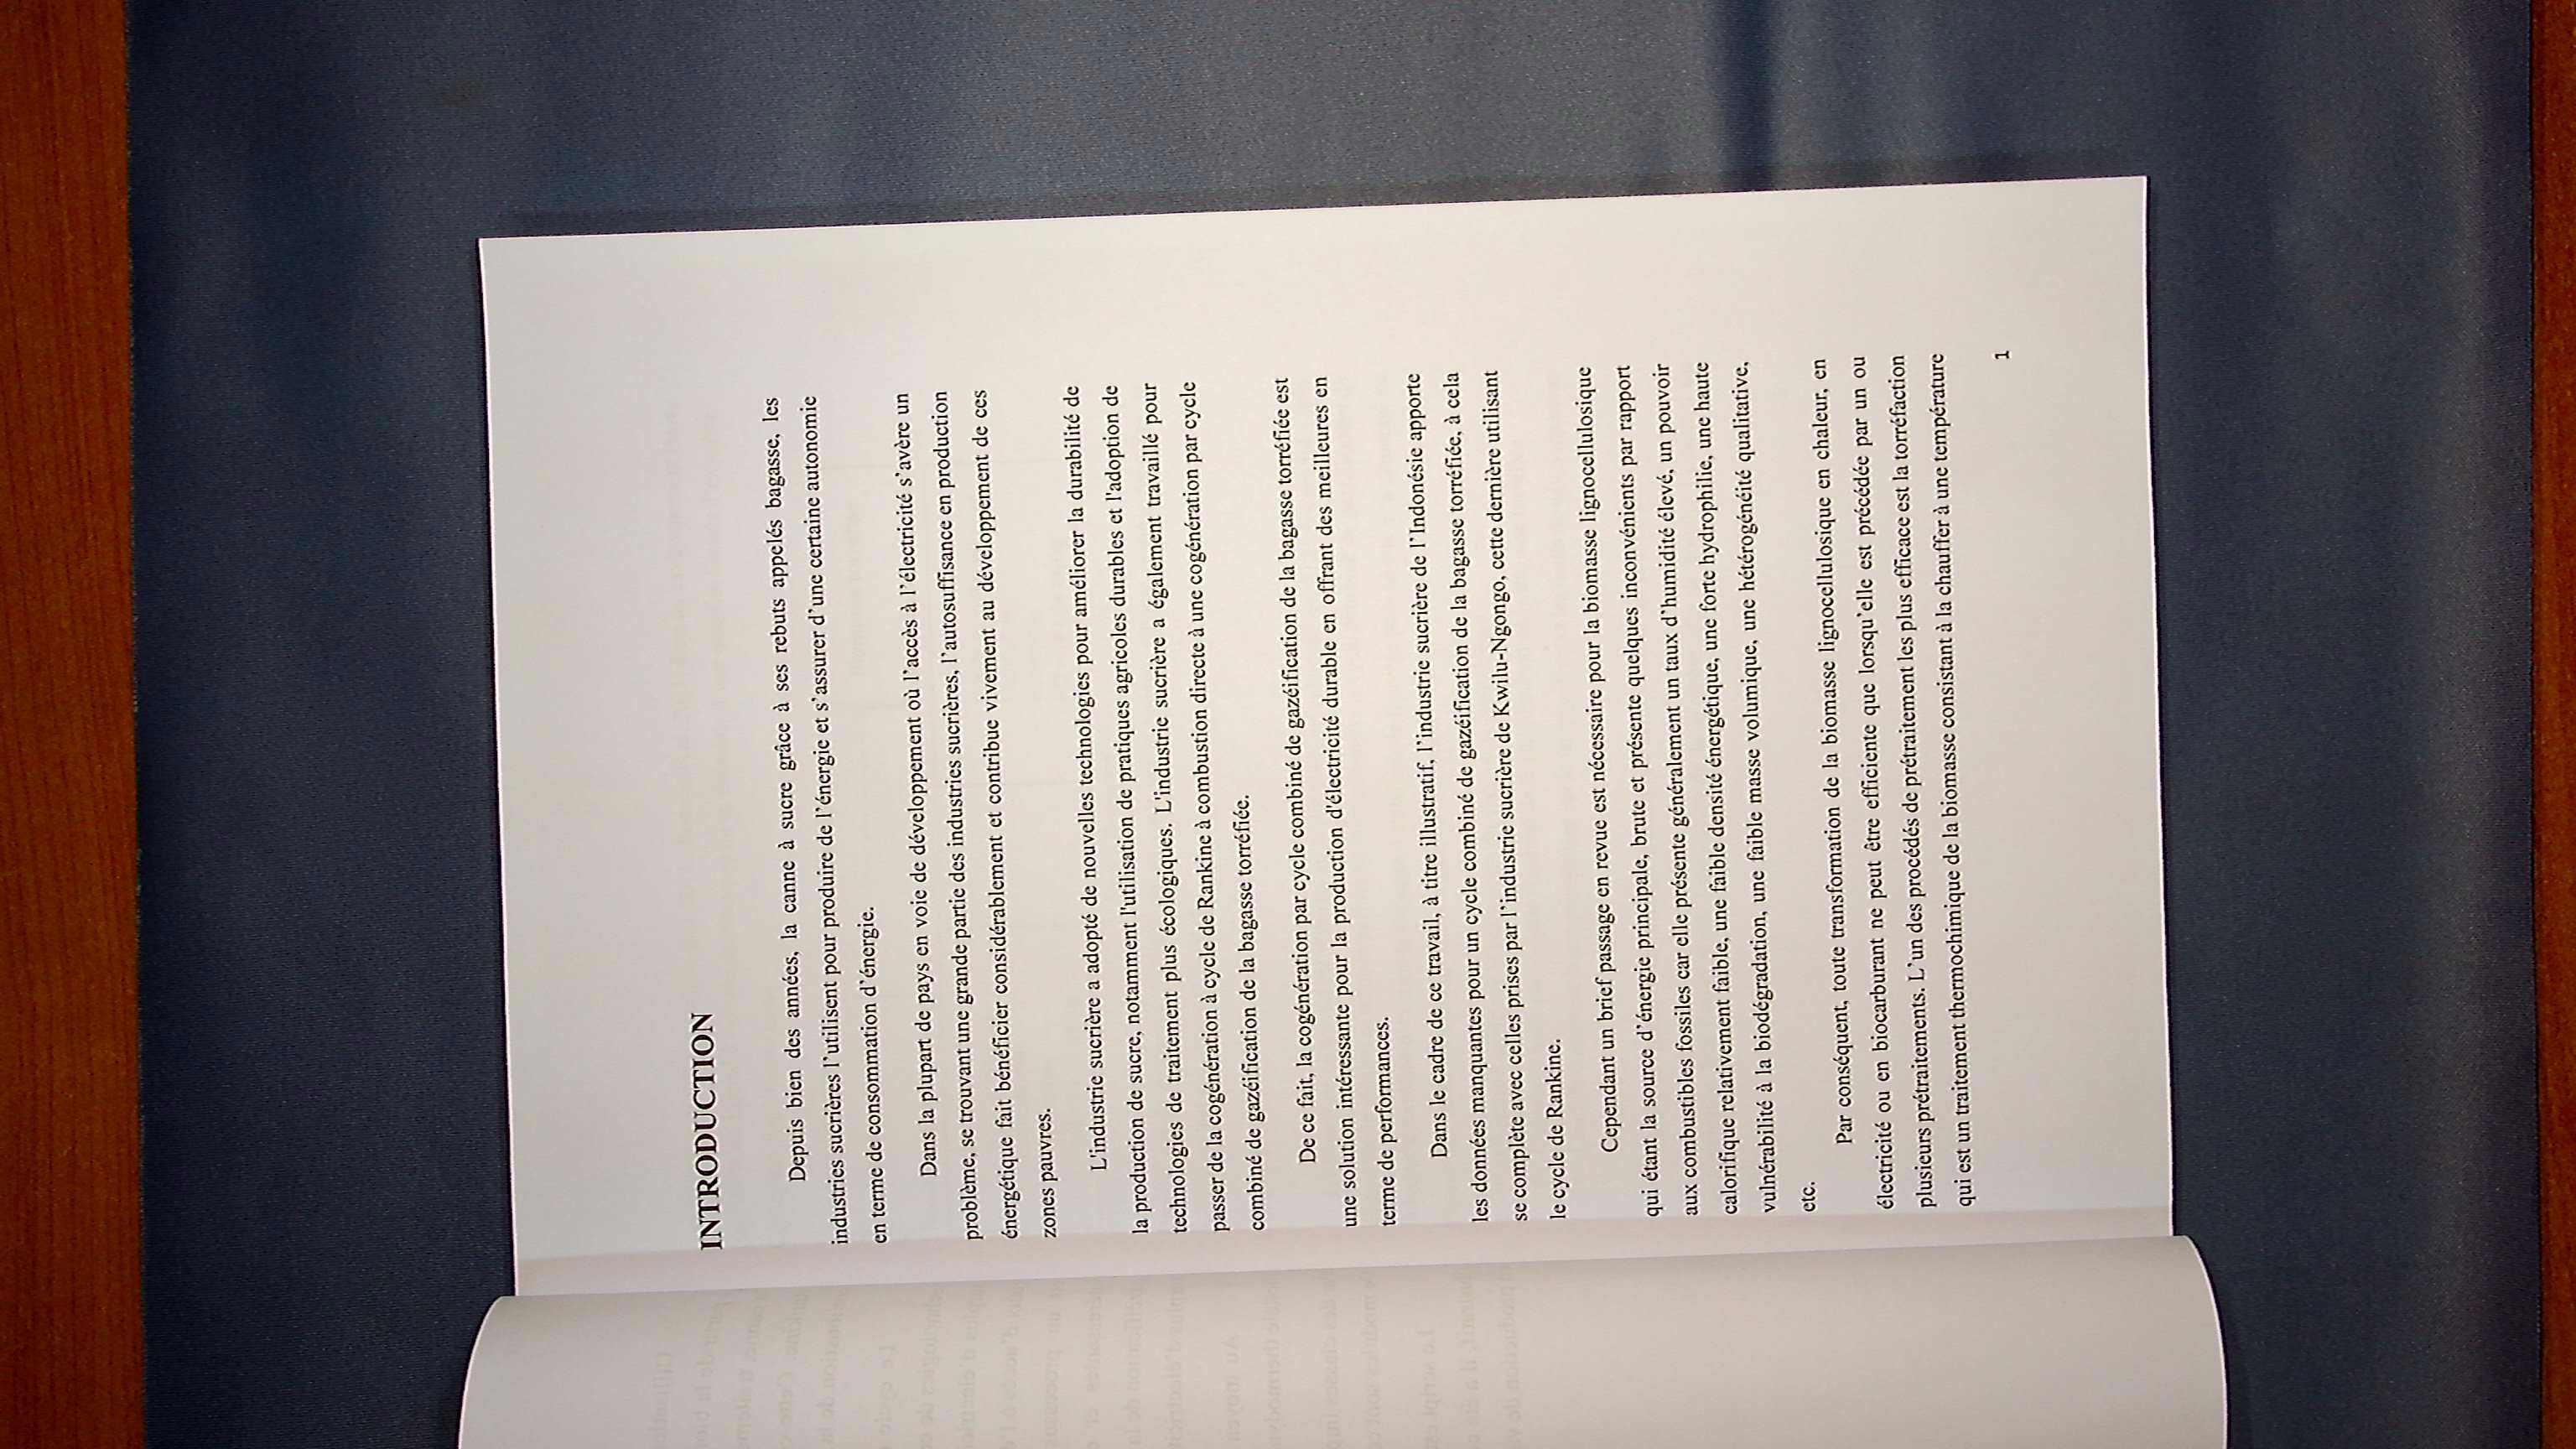 INTRODUCTION
Depuis bien des années, la canne à sucre grâce à ses rebuts appelés bagasse, les
industries sucrières l'utilisent pour produire de l'énergie et s'assurer d'une certaine autonomie
en terme de consommation d'énergie.
Dans la plupart de pays en voie de développement où l'accès à l'électricité s'avère un
problème, se trouvant une grande partie des industries sucrières, l'autosuffisance en production
énergétique fait bénéficier considérablement et contribue vivement au développement de ces
zones pauvres.
L'industrie sucrière a adopté de nouvelles technologies pour améliorer la durabilité de
la production de sucre, notamment l'utilisation de pratiques agricoles durables et l'adoption de
technologies de traitement plus écologiques. L'industrie sucrière a également travaillé pour
passer de la cogénération à cycle de Rankine à combustion directe à une cogénération par cycle
combiné de gazéification de la bagasse torréfiée.
De ce fait, la cogénération par cycle combiné de gazéification de la bagasse torréfiée est
une solution intéressante pour la production d'électricité durable en offrant des meilleures en
terme de performances.
Dans le cadre de ce travail, à titre illustratif, l'industrie sucrière de l'Indonésie apporte
les données manquantes pour un cycle combiné de gazéification de la bagasse torréfiée, à cela
se complète avec celles prises par l'industrie sucrière de Kwilu-Ngongo, cette dernière utilisant
le cycle de Rankine.
Cependant un brief passage en revue est nécessaire pour la biomasse lignocellulosique
qui étant la source d'énergie principale, brute et présente quelques inconvénients par rapport
aux combustibles fossiles car elle présente généralement un taux d'humidité élevé, un pouvoir
calorifique relativement faible, une faible densité énergétique, une forte hydrophilie, une haute
vulnérabilité à la biodégradation, une faible masse volumique, une hétérogénéité qualitative,
etc.
Par conséquent, toute transformation de la biomasse lignocellulosique en chaleur, en
électricité ou en biocarburant ne peut être efficiente que lorsqu'elle est précédée par un ou
plusieurs prétraitements. L'un des procédés de prétraitement les plus efficace est la torréfaction
qui est un traitement thermochimique de la biomasse consistant à la chauffer à une température
1